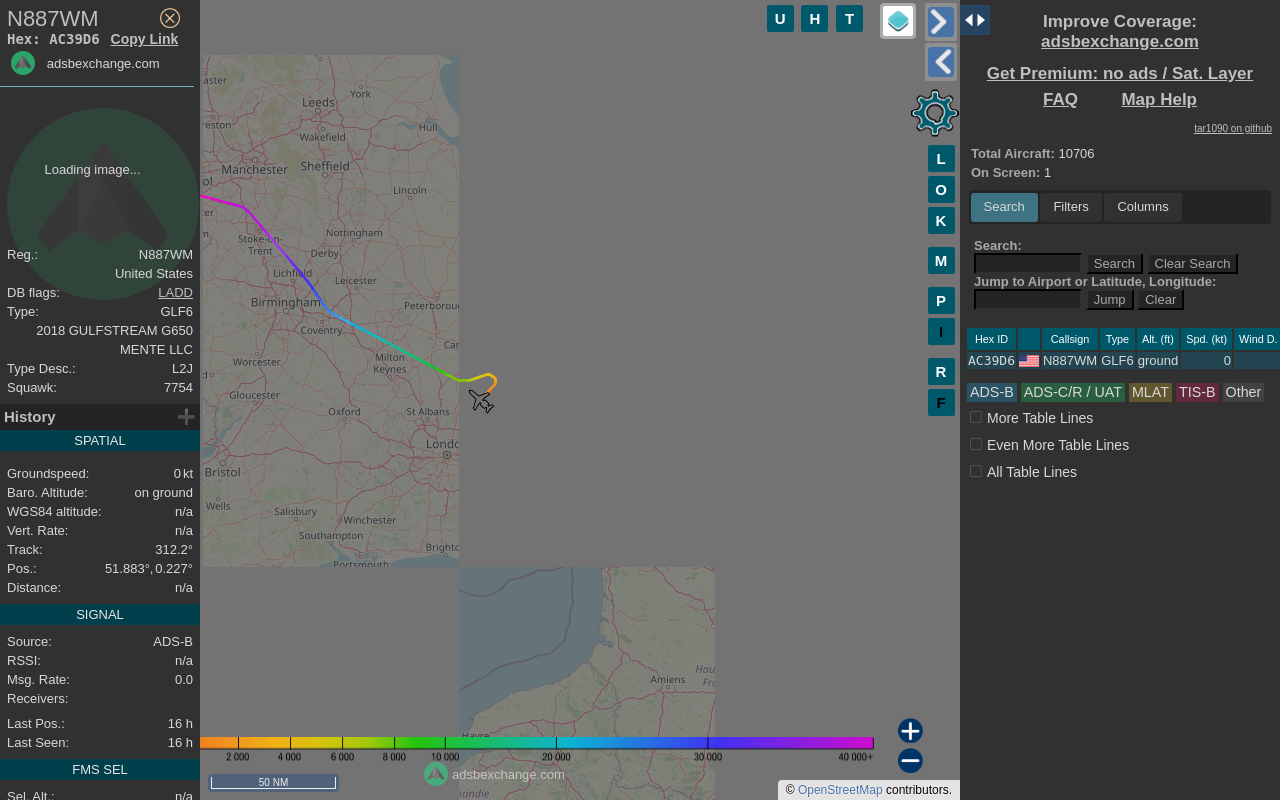 N887WM
Hex: AC39D6 Copy Link
adsbexchange.com
Loading image...
Reg.: N887WM
United States
DB flags: LADD
Type: GLF6
2018 GULFSTREAM G650
MENTE LLC
Type Desc.: L2J
Squawk: 7754
History
SPATIAL
Groundspeed: 0 kt
Baro. Altitude: on ground
WGS84 altitude: n/a
Vert. Rate: n/a
Track: 312.2°
Pos.: 51.883°, 0.227°
Distance: n/a
SIGNAL
Source: ADS-B
RSSI: n/a
Msg. Rate: 0.0
Receivers:
Last Pos.: 16 h
Last Seen: 16 h
FMS SEL
Sel. Alt.: n/a
U H T
aster
York
Leeds
reston
Hull
Wakefield
Manchester
Sheffield
ol
Lincoln
ter
Stoke-on-
Trent
Nottingham
Derby
m
Lichfield
Leicester
Birmingham
Peterborou
Coventry
Milton
Keynes
Car
Worcester
d
Gloucester
Oxford
St Albans
Londo
Bristol
Wells
Salisbury
Winchester
Southampton
Brighto
Portsmouth
Amiens
Hau
Fr
Havre
andie
L
O
K
M
P
I
R
F
2 000 4 000 6 000 8 000 10 000 20 000 30 000 40 000+
50 NM
adsbexchange.com
© OpenStreetMap contributors.
Improve Coverage:
adsbexchange.com
Get Premium: no ads / Sat. Layer
FAQ Map Help
tar1090 on github
Total Aircraft: 10706
On Screen: 1
Search Filters Columns
Search:
Search Clear Search
Jump to Airport or Latitude, Longitude:
Jump Clear
Hex ID Callsign Type Alt. (ft) Spd. (kt) Wind D.
AC39D6 N887WM GLF6 ground 0
ADS-B ADS-C/R / UAT MLAT TIS-B Other
More Table Lines
Even More Table Lines
All Table Lines